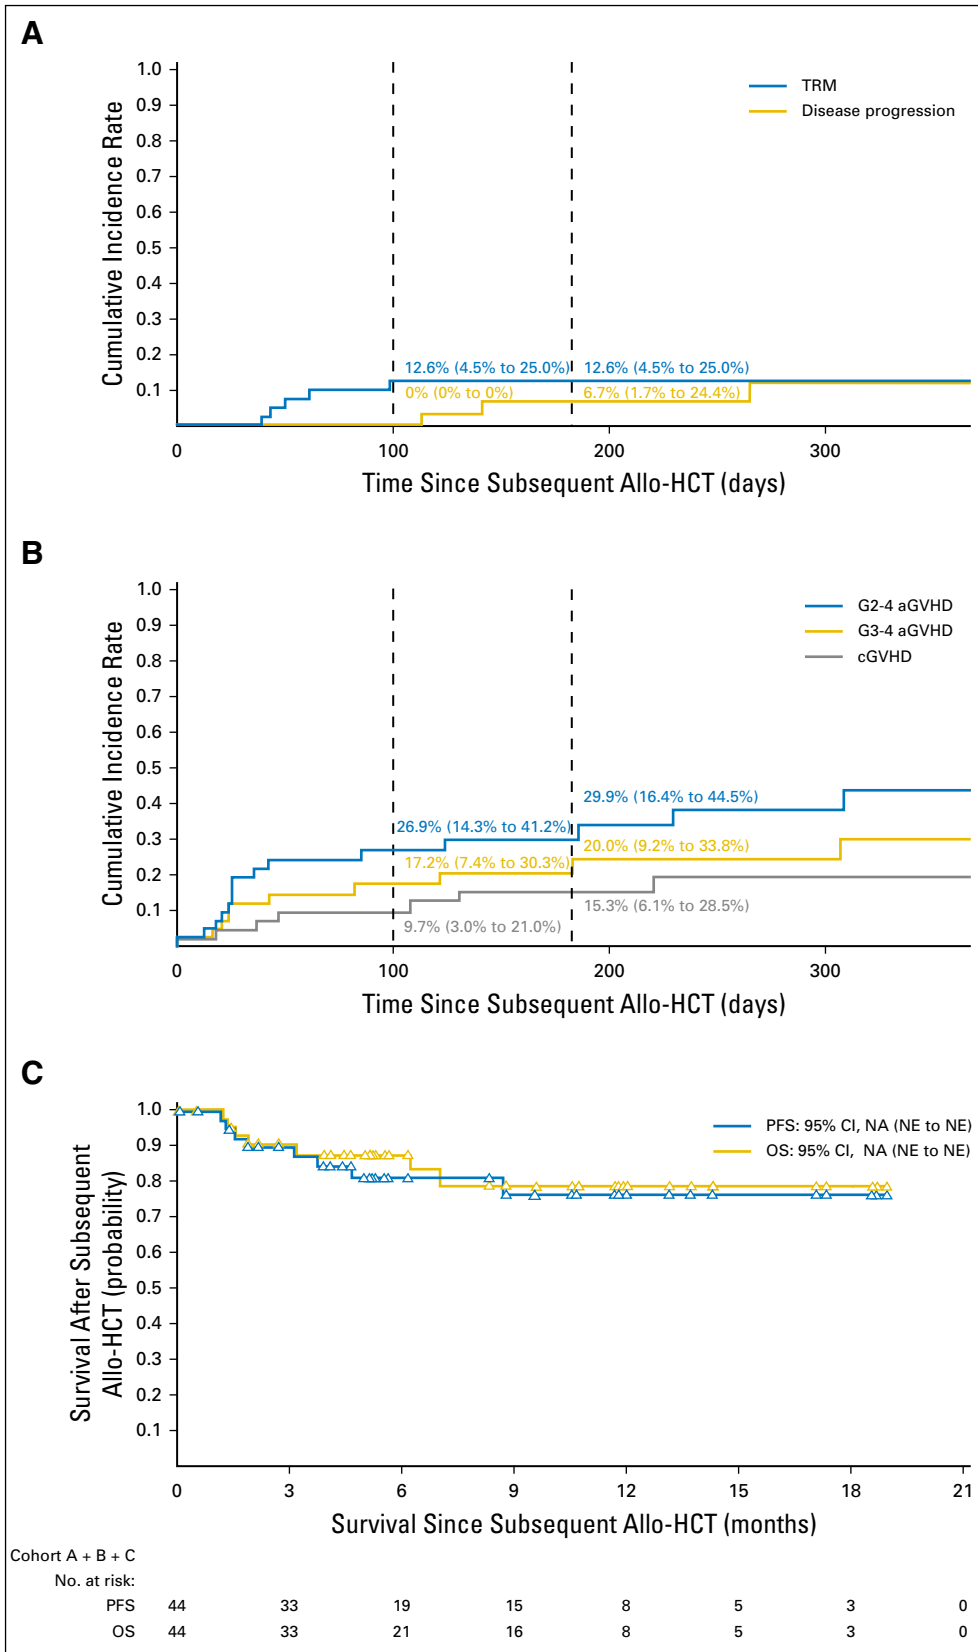 A
1.0
0.9
0.8
0.7
0.6
0.5
0.4
0.3
0.2
0.1
Cumulative Incidence Rate
TRM
Disease progression
12.6% (4.5% to 25.0%)
12.6% (4.5% to 25.0%)
0% (0% to 0%)
6.7% (1.7% to 24.4%)
0 100 200 300
Time Since Subsequent Allo-HCT (days)
B
1.0
0.9
0.8
0.7
0.6
0.5
0.4
0.3
0.2
0.1
Cumulative Incidence Rate
G2-4 aGVHD
G3-4 aGVHD
cGVHD
29.9% (16.4% to 44.5%)
26.9% (14.3% to 41.2%)
20.0% (9.2% to 33.8%)
17.2% (7.4% to 30.3%)
15.3% (6.1% to 28.5%)
9.7% (3.0% to 21.0%)
0 100 200 300
Time Since Subsequent Allo-HCT (days)
C
1.0
0.9
0.8
0.7
0.6
0.5
0.4
0.3
0.2
0.1
Survival After Subsequent
Allo-HCT (probability)
PFS: 95% CI, NA (NE to NE)
OS: 95% CI, NA (NE to NE)
0 3 6 9 12 15 18 21
Survival Since Subsequent Allo-HCT (months)
Cohort A + B + C
No. at risk:
PFS 44 33 19 15 8 5 3 0
OS 44 33 21 16 8 5 3 0